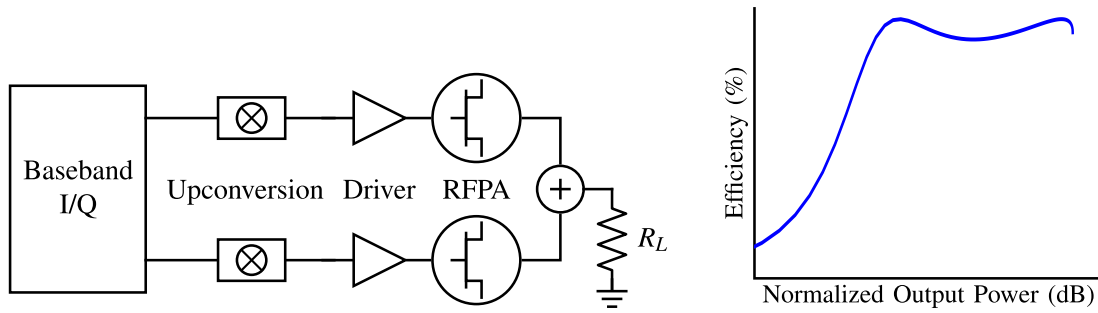 Baseband
I/Q
Upconversion
Driver
RFPA
+
R_L
Efficiency (%)
Normalized Output Power (dB)